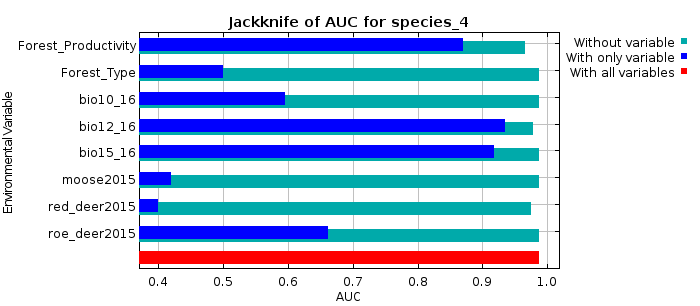 Jackknife of AUC for species_4
Without variable
With only variable
With all variables
Environmental Variable
Forest_Productivity
Forest_Type
bio10_16
bio12_16
bio15_16
moose2015
red_deer2015
roe_deer2015
0.4 0.5 0.6 0.7 0.8 0.9 1.0
AUC